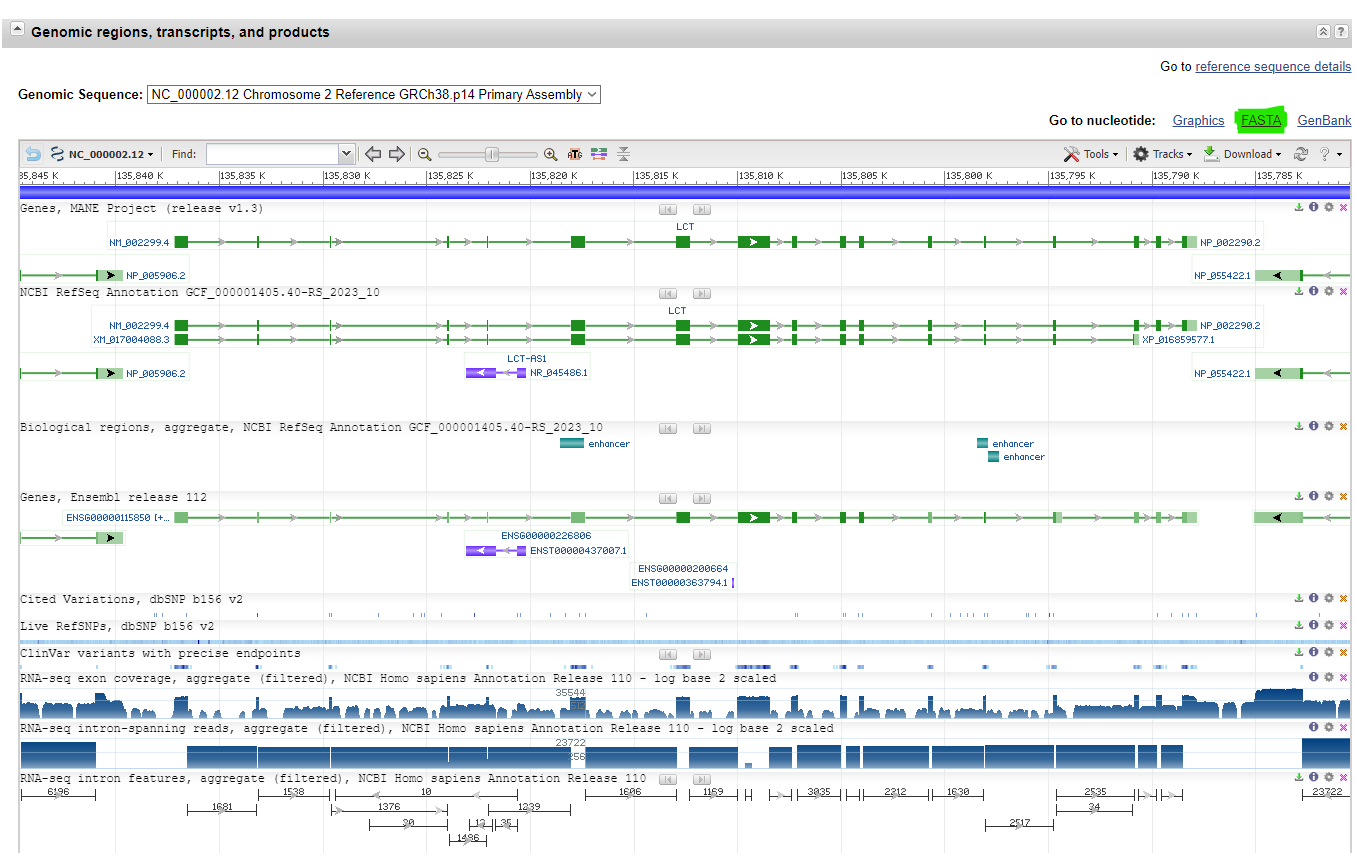 Genomic regions, transcripts, and products
Go to reference sequence details
Genomic Sequence: NC_000002.12 Chromosome 2 Reference GRCh38.p14 Primary Assembly
Go to nucleotide: Graphics FASTA GenBank
NC_000002.12 Find: Tools Tracks Download ?
35,845 K 135,840 K 135,835 K 135,830 K 135,825 K 135,820 K 135,815 K 135,810 K 135,805 K 135,800 K 135,795 K 135,790 K 135,785 K
Genes, MANE Project (release v1.3)
LCT
NM_002299.4 NP_002290.2
NP_005906.2 NP_055422.1
NCBI RefSeq Annotation GCF_000001405.40-RS_2023_10
LCT
NM_002299.4 NP_002290.2
XM_017004088.3 XP_016859577.1
LCT-AS1
NP_005906.2 NR_045486.1 NP_055422.1
Biological regions, aggregate, NCBI RefSeq Annotation GCF_000001405.40-RS_2023_10
enhancer enhancer
enhancer
Genes, Ensembl release 112
ENSG00000115850 [+...
ENSG00000226806
ENST00000437007.1
ENSG00000200664
ENST00000363794.1
Cited Variations, dbSNP b156 v2
Live RefSNPs, dbSNP b156 v2
ClinVar variants with precise endpoints
RNA-seq exon coverage, aggregate (filtered), NCBI Homo sapiens Annotation Release 110 - log base 2 scaled
35544
RNA-seq intron-spanning reads, aggregate (filtered), NCBI Homo sapiens Annotation Release 110 - log base 2 scaled
23722
256
RNA-seq intron features, aggregate (filtered), NCBI Homo sapiens Annotation Release 110
6196 1538 10 1606 1169 3035 2212 1630 2535 23722
1681 1376 1239 34
20 13 35 2517
1486